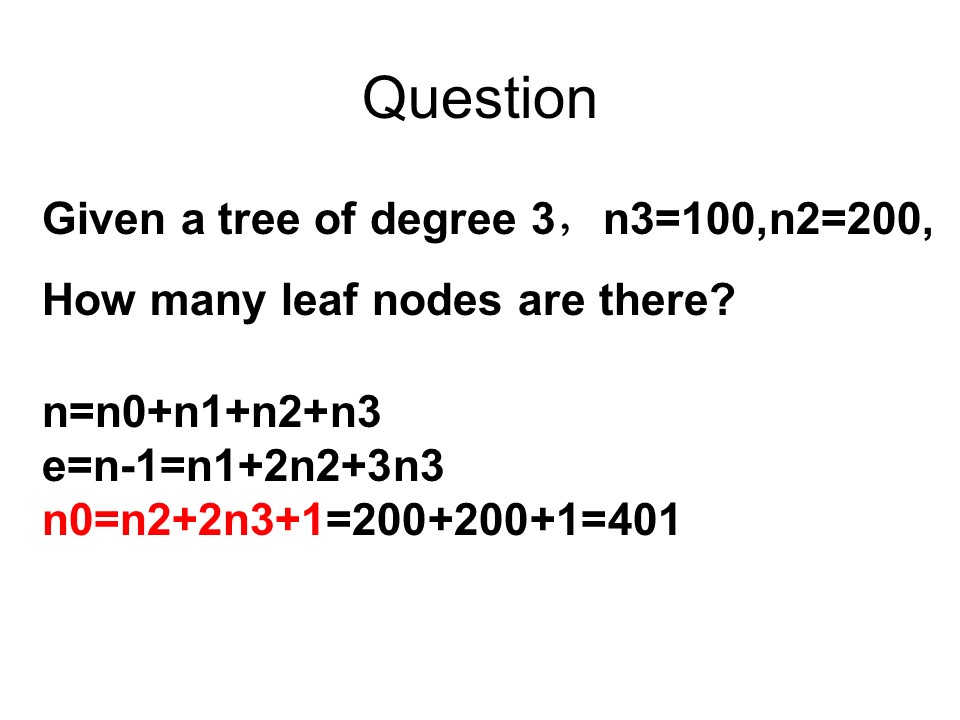 Question
Given a tree of degree 3，n3=100,n2=200,
How many leaf nodes are there?
n=n0+n1+n2+n3
e=n-1=n1+2n2+3n3
n0=n2+2n3+1=200+200+1=401